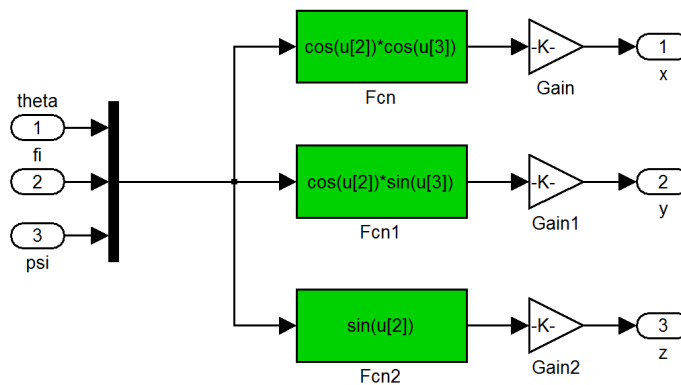 theta
1
fi
2
3
psi
cos(u[2])*cos(u[3])
Fcn
-K-
Gain
1
x
cos(u[2])*sin(u[3])
Fcn1
-K-
Gain1
2
y
sin(u[2])
Fcn2
-K-
Gain2
3
z